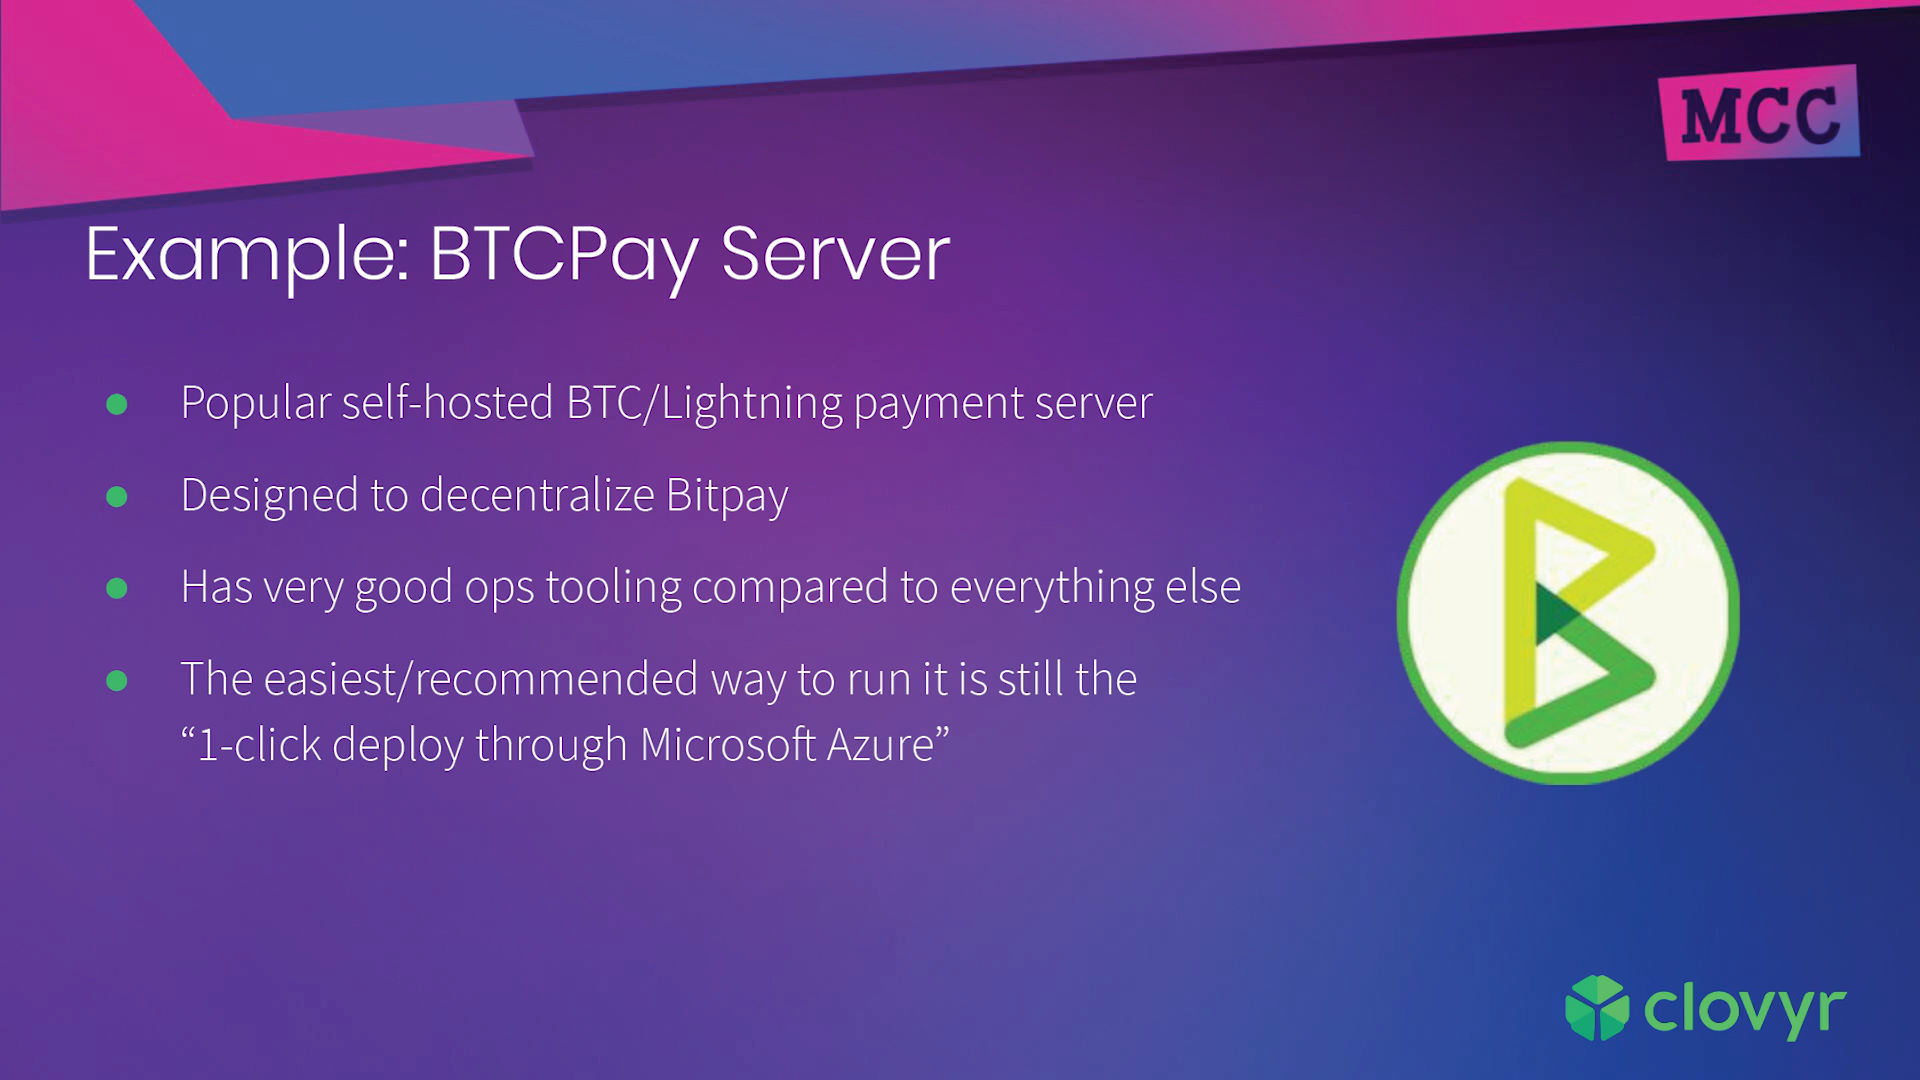 MCC
Example: BTCPay Server
● Popular self-hosted BTC/Lightning payment server
● Designed to decentralize Bitpay
● Has very good ops tooling compared to everything else
● The easiest/recommended way to run it is still the
“1-click deploy through Microsoft Azure”
clovyr